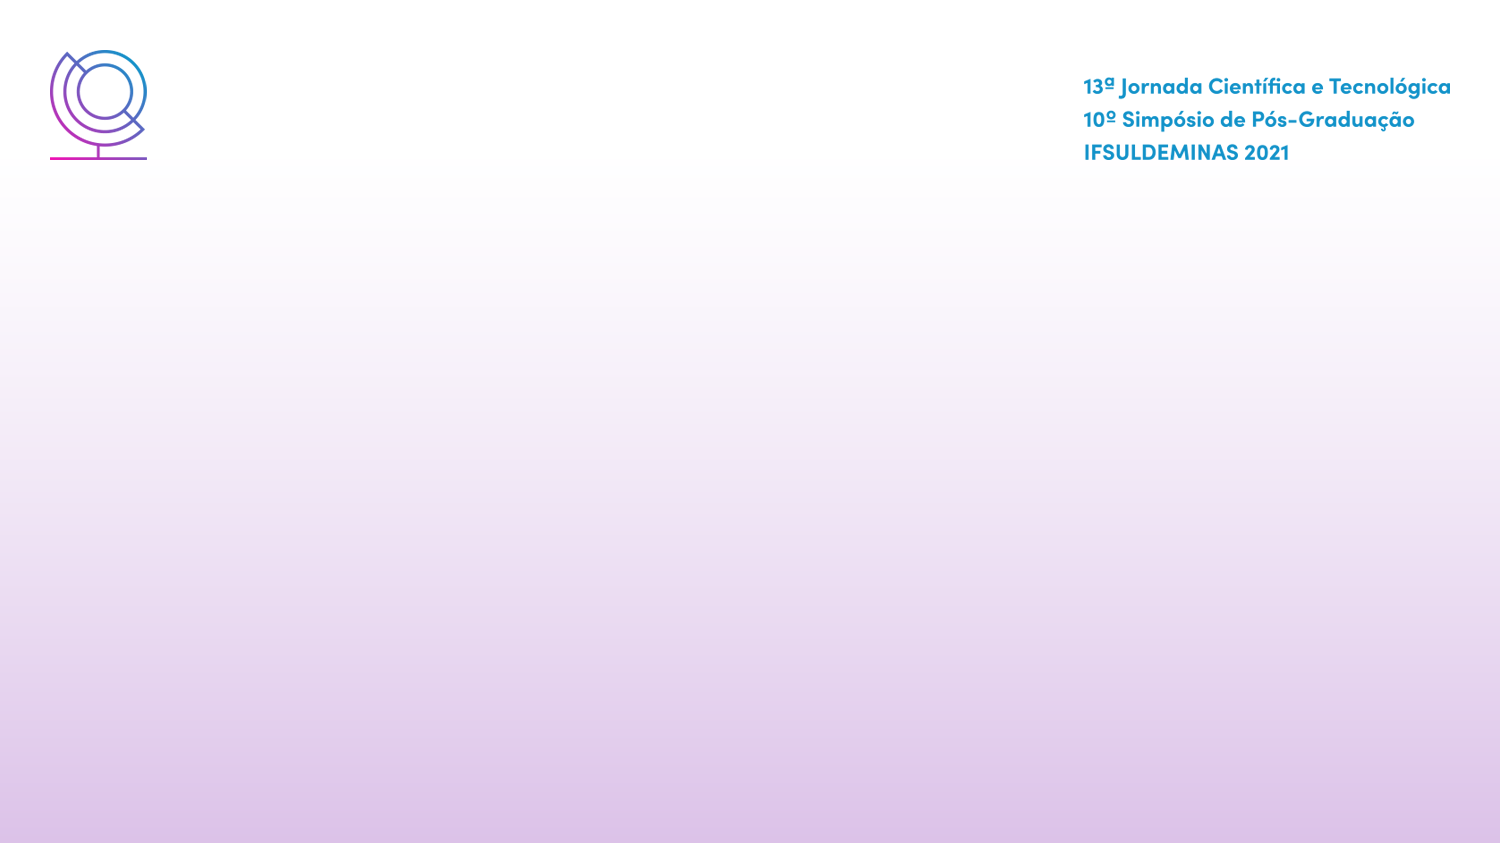 13ª Jornada Científica e Tecnológica
10º Simpósio de Pós-Graduação
IFSULDEMINAS 2021